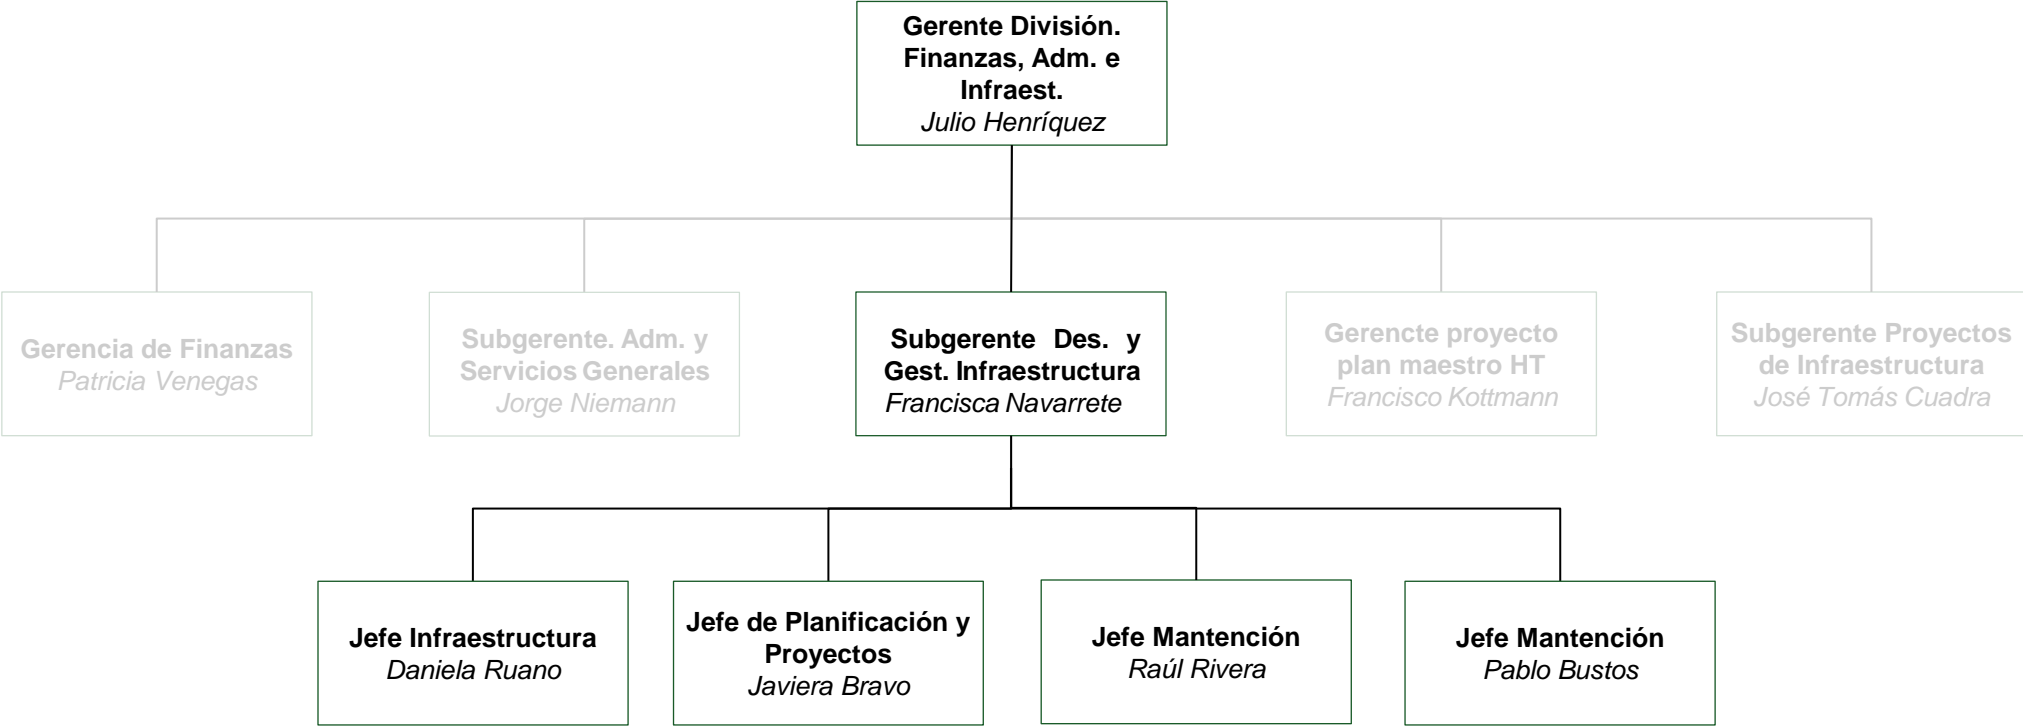 Gerente División.
Finanzas, Adm. e
Infraest.
Julio Henríquez
Gerencia de Finanzas
Patricia Venegas
Subgerente. Adm. y
Servicios Generales
Jorge Niemann
Subgerente Des. y
Gest. Infraestructura
Francisca Navarrete
Gerencte proyecto
plan maestro HT
Francisco Kottmann
Subgerente Proyectos
de Infraestructura
José Tomás Cuadra
Jefe Infraestructura
Daniela Ruano
Jefe de Planificación y
Proyectos
Javiera Bravo
Jefe Mantención
Raúl Rivera
Jefe Mantención
Pablo Bustos